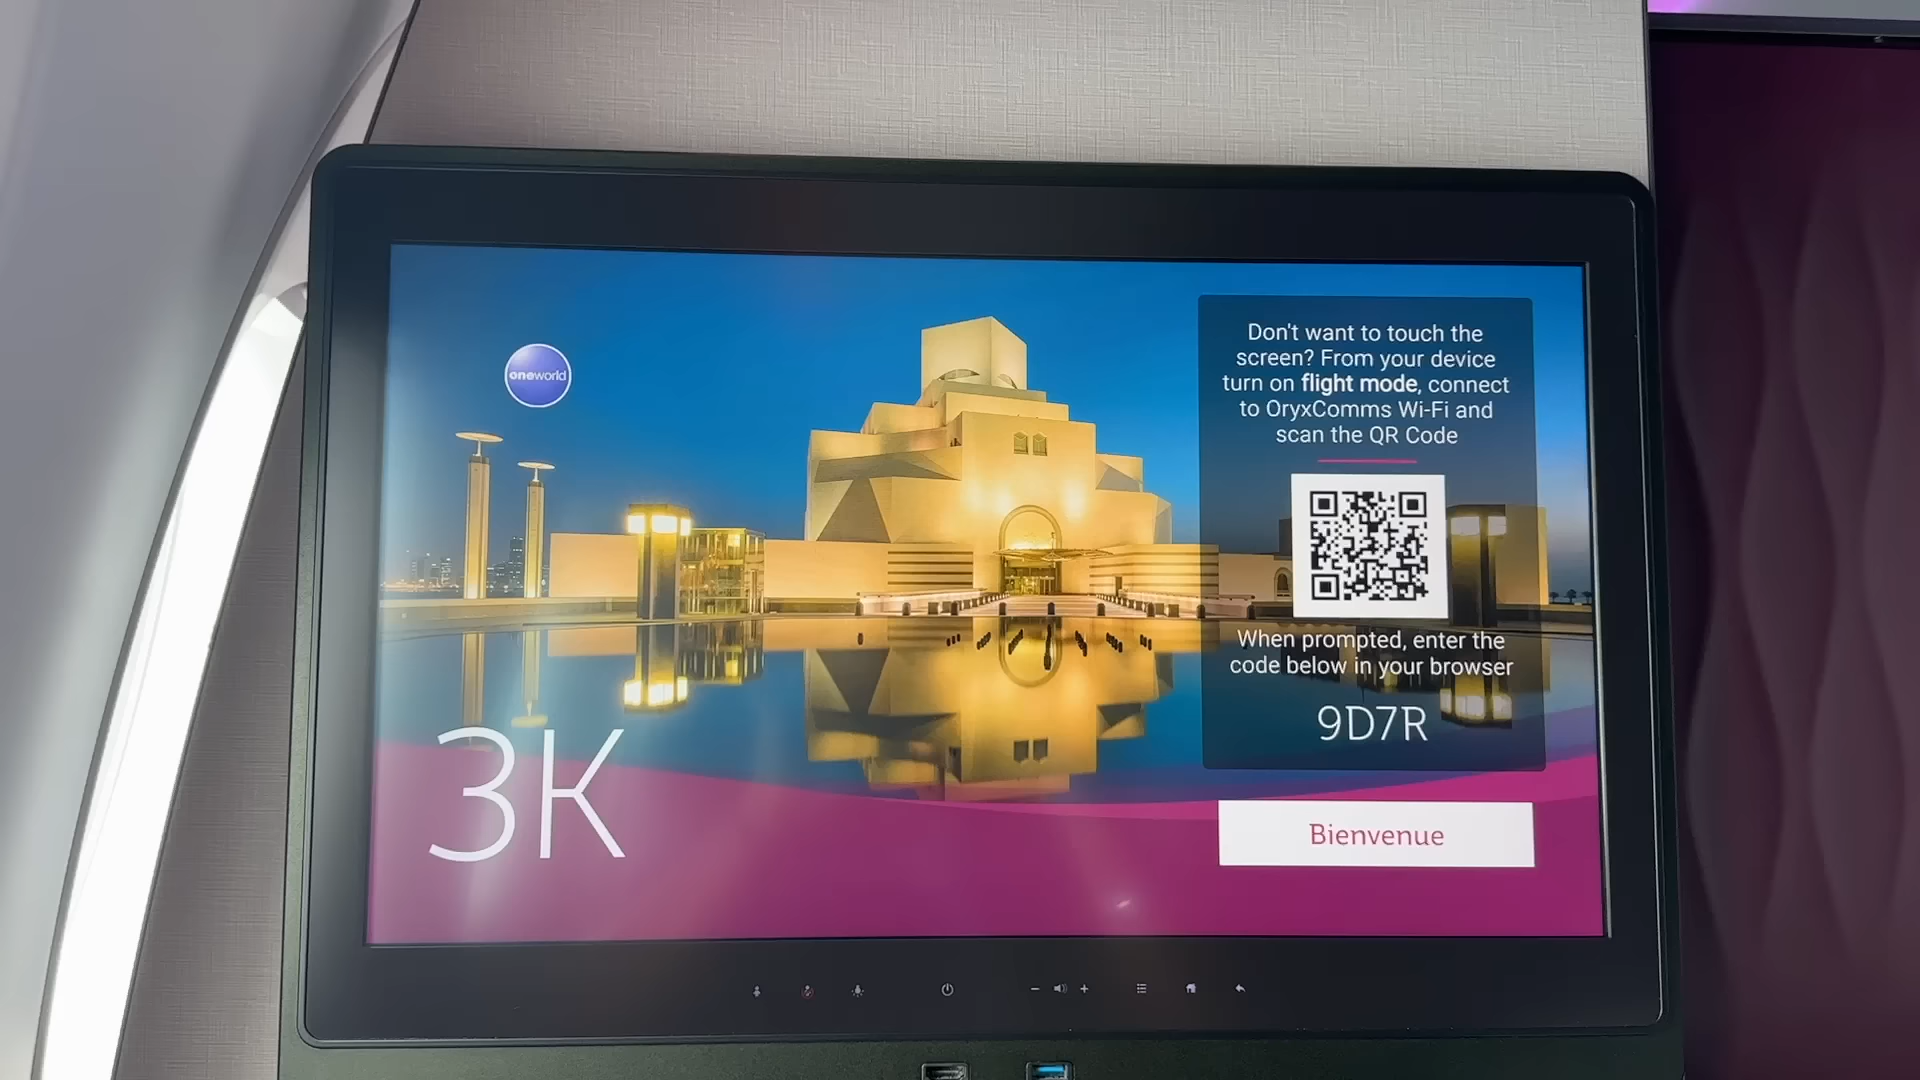 oneworld
Don't want to touch the
screen? From your device
turn on flight mode, connect
to OryxComms Wi-Fi and
scan the QR Code
When prompted, enter the
code below in your browser
9D7R
3K
Bienvenue